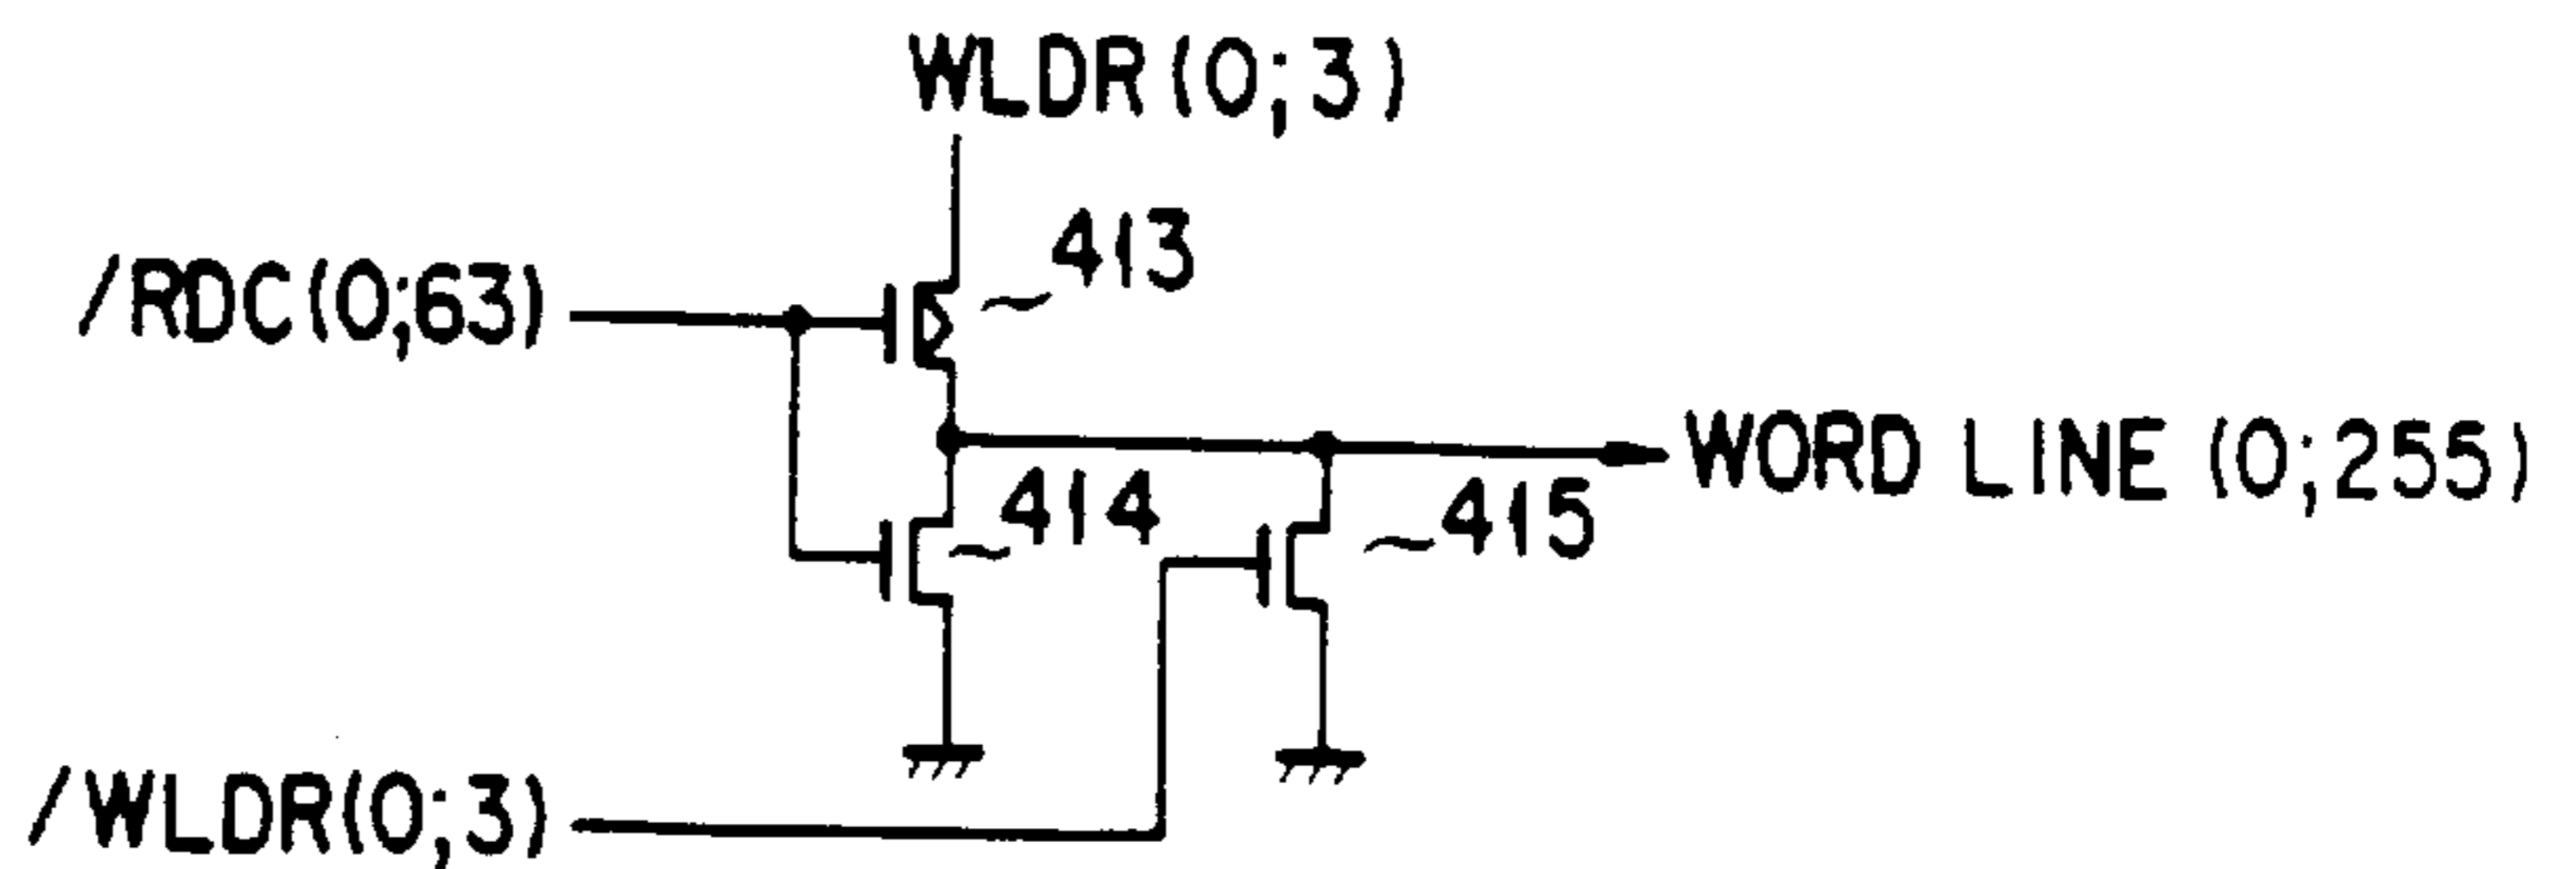 WLDR(0;3)
413
/RDC(0;63)
WORD LINE (0;255)
414
415
/WLDR(0;3)